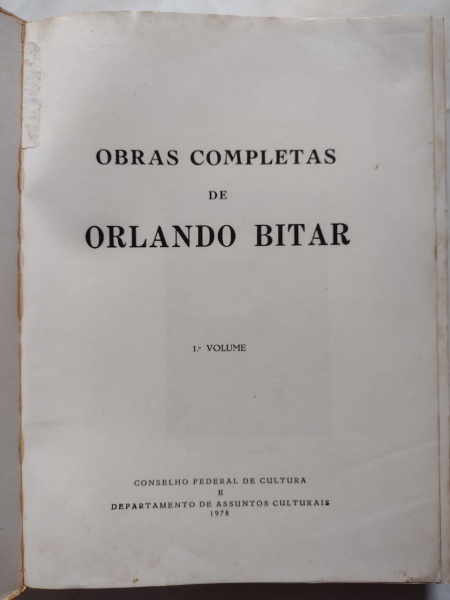 OBRAS COMPLETAS
DE
ORLANDO BITAR
1.º VOLUME
CONSELHO FEDERAL DE CULTURA
E
DEPARTAMENTO DE ASSUNTOS CULTURAIS
1978